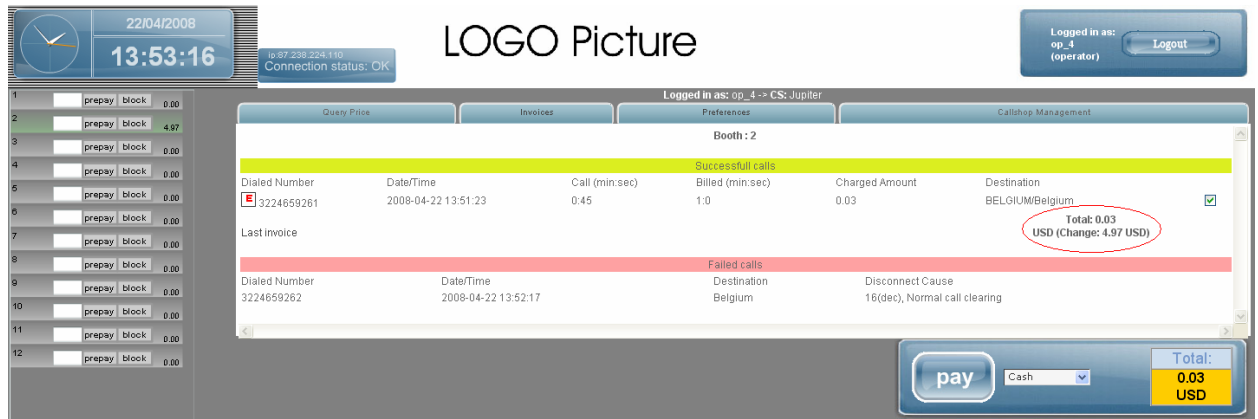 22/04/2008
13:53:16
ip:87.238.224.110
Connection status: OK
LOGO Picture
Logged in as:
op_4
(operator)
Logout
Logged in as: op_4 -> CS: Jupiter
Query Price Invoices Preferences Callshop Management
1 prepay block 0.00
2 prepay block 4.97
3 prepay block 0.00
4 prepay block 0.00
5 prepay block 0.00
6 prepay block 0.00
7 prepay block 0.00
8 prepay block 0.00
9 prepay block 0.00
10 prepay block 0.00
11 prepay block 0.00
12 prepay block 0.00
Booth : 2
Successfull calls
Dialed Number Date/Time Call (min:sec) Billed (min:sec) Charged Amount Destination
E 3224659261 2008-04-22 13:51:23 0:45 1:0 0.03 BELGIUM/Belgium
Total: 0.03
USD (Change: 4.97 USD)
Last invoice
Failed calls
Dialed Number Date/Time Destination Disconnect Cause
3224659262 2008-04-22 13:52:17 Belgium 16(dec), Normal call clearing
pay
Cash
Total:
0.03
USD